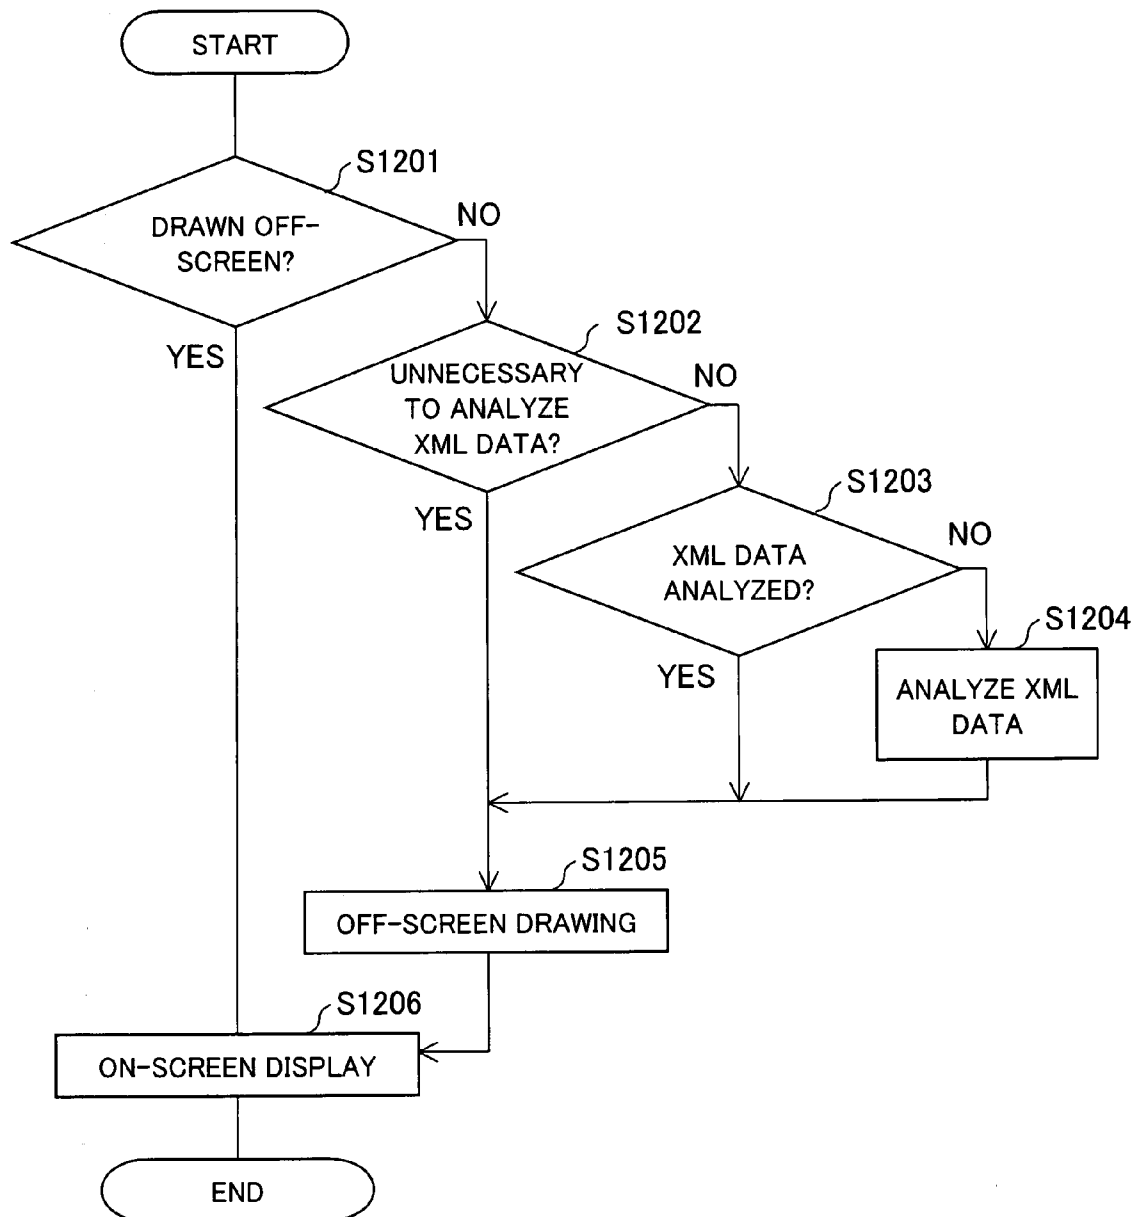 START
S1201
DRAWN OFF-
SCREEN?
NO
YES
S1202
UNNECESSARY
TO ANALYZE
XML DATA?
NO
YES
S1203
XML DATA
ANALYZED?
NO
YES
S1204
ANALYZE XML
DATA
S1205
OFF-SCREEN DRAWING
S1206
ON-SCREEN DISPLAY
END